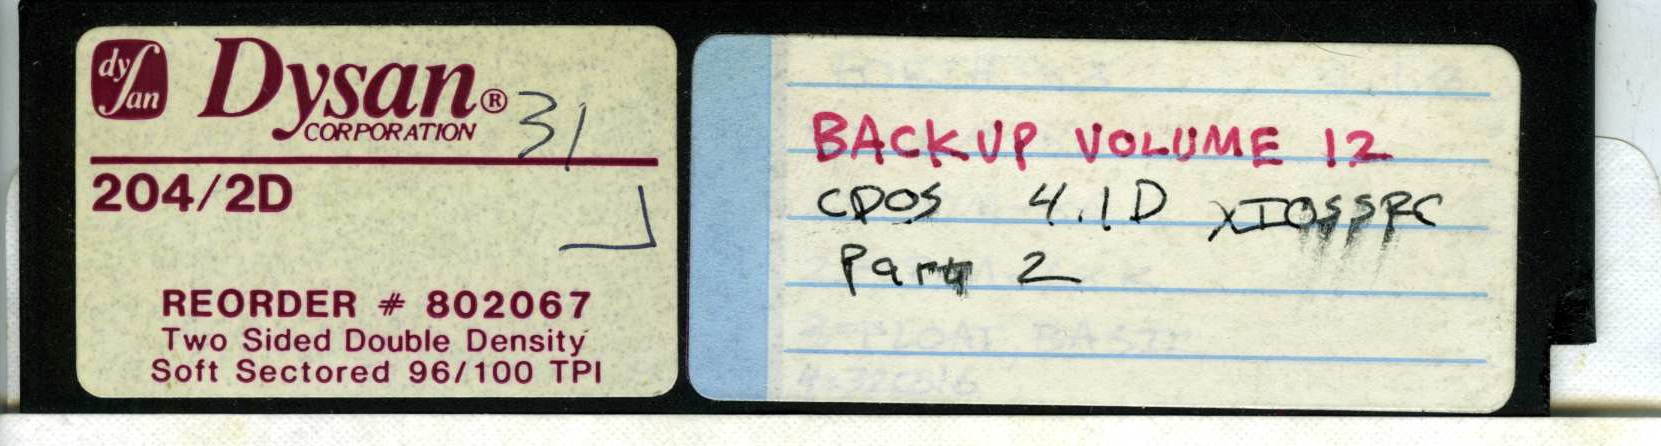 dy
san
Dysan®
CORPORATION
31
204/2D
REORDER # 802067
Two Sided Double Density
Soft Sectored 96/100 TPI
BACKUP VOLUME 12
CDOS 4.1D XIOSSRC
Part 2